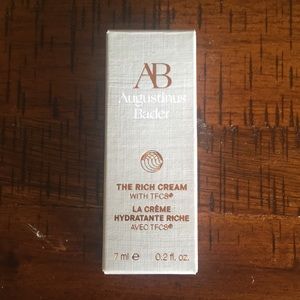 AB
Augustinus
Bader
THE RICH CREAM
WITH TFC8®
LA CRÈME
HYDRATANTE RICHE
AVEC TFC8®
7 ml ℮ 0.2 fl. oz.